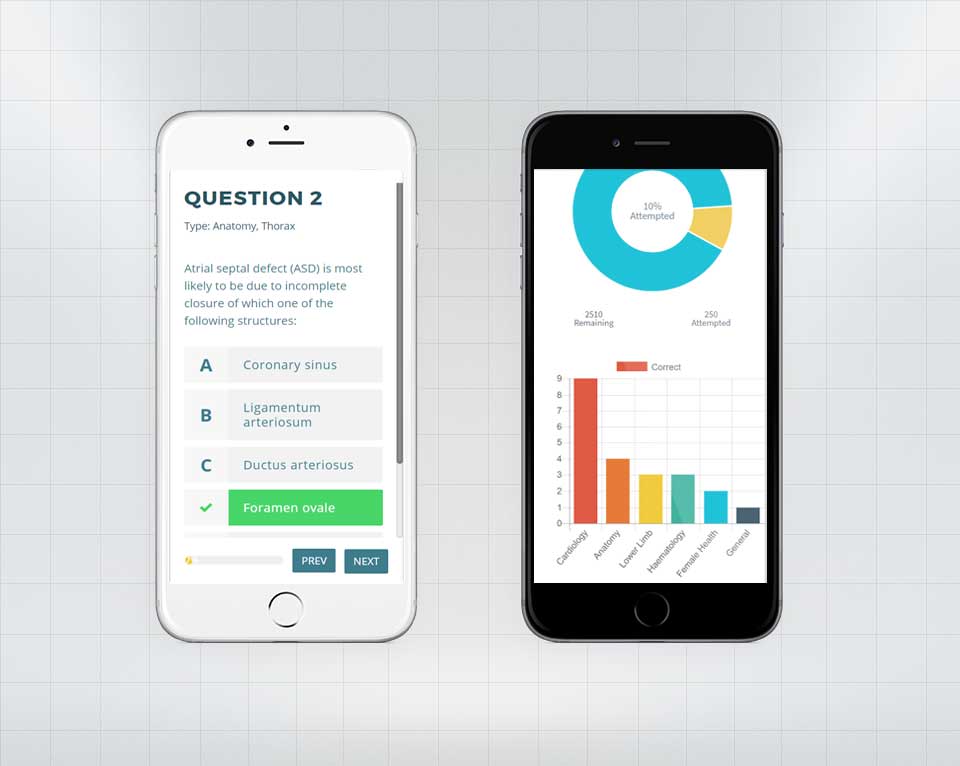 QUESTION 2
Type: Anatomy, Thorax
Atrial septal defect (ASD) is most
likely to be due to incomplete
closure of which one of the
following structures:
A Coronary sinus
B Ligamentum
arteriosum
C Ductus arteriosus
Foramen ovale
PREV NEXT
10%
Attempted
2510
Remaining
250
Attempted
Correct
9
8
7
6
5
4
3
2
1
0
Cardiology
Anatomy
Lower Limb
Haematology
Female Health
General